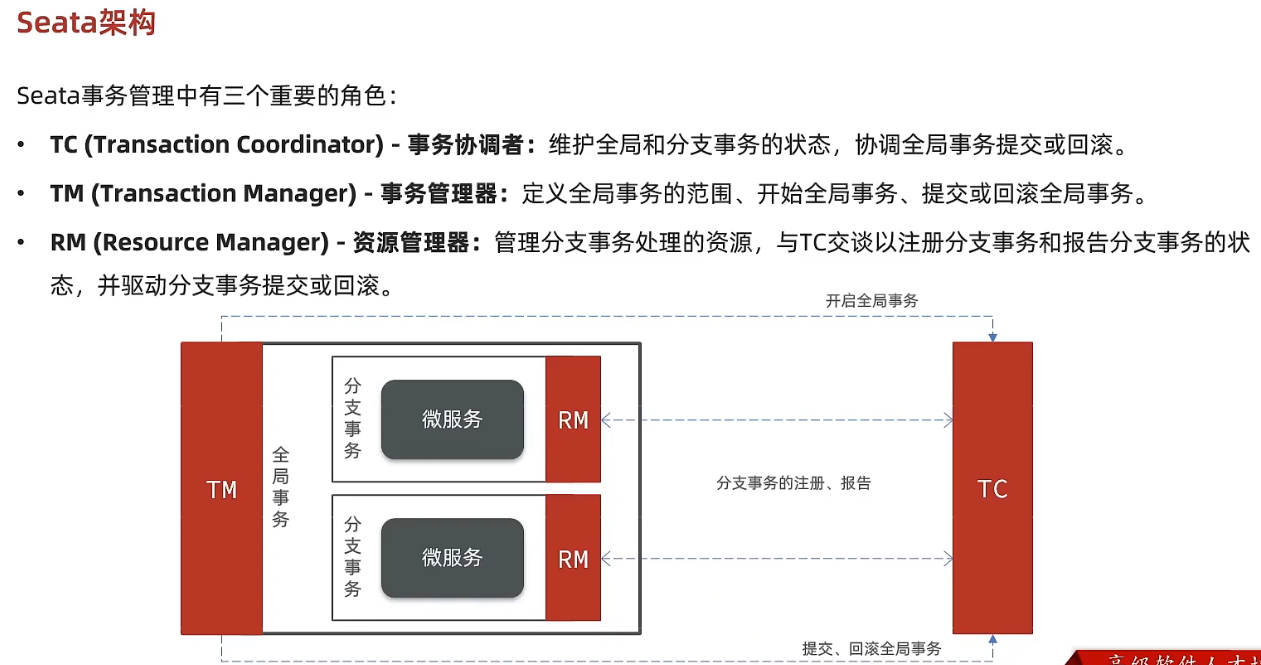 Seata架构
Seata事务管理中有三个重要的角色：
• TC (Transaction Coordinator) - 事务协调者：维护全局和分支事务的状态，协调全局事务提交或回滚。
• TM (Transaction Manager) - 事务管理器：定义全局事务的范围、开始全局事务、提交或回滚全局事务。
• RM (Resource Manager) - 资源管理器：管理分支事务处理的资源，与TC交谈以注册分支事务和报告分支事务的状
态，并驱动分支事务提交或回滚。
开启全局事务
TM
全局事务
分支事务
微服务
RM
分支事务的注册、报告
TC
分支事务
微服务
RM
提交、回滚全局事务
高级软件人才